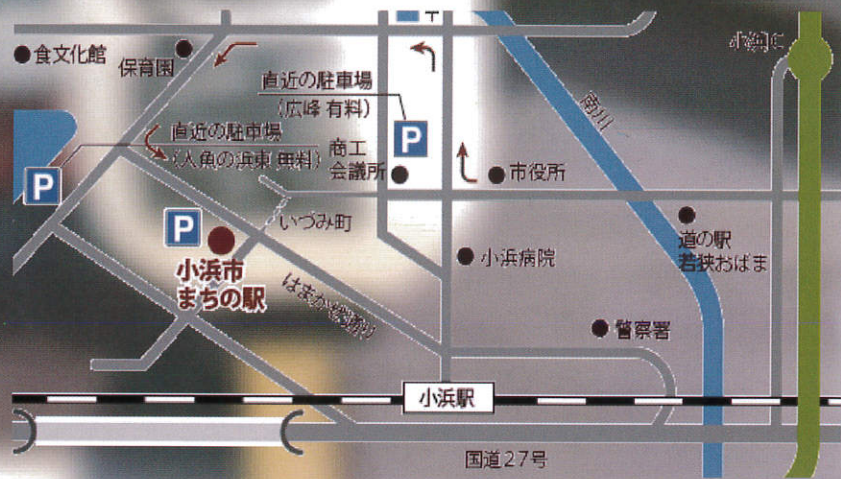 〒
食文化館
保育園
小浜IC
直近の駐車場
（広峰 有料）
P
南川
直近の駐車場
（人魚の浜東 無料）
商工
会議所
市役所
P
P
いづみ町
小浜市
まちの駅
はまかぜ通り
小浜病院
道の駅
若狭おばま
警察署
小浜駅
国道27号